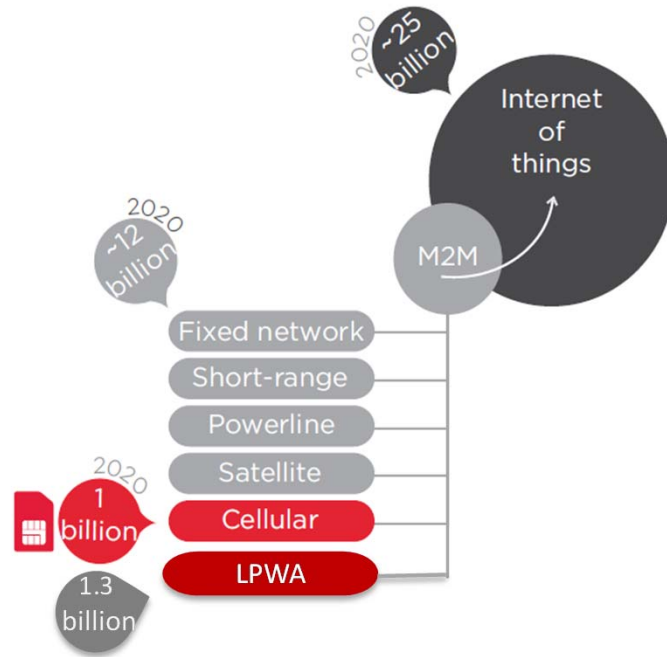 2020
~25
billion
Internet
of
things
2020
~12
billion
M2M
Fixed network
Short-range
Powerline
Satellite
2020
1
billion
Cellular
LPWA
1.3
billion